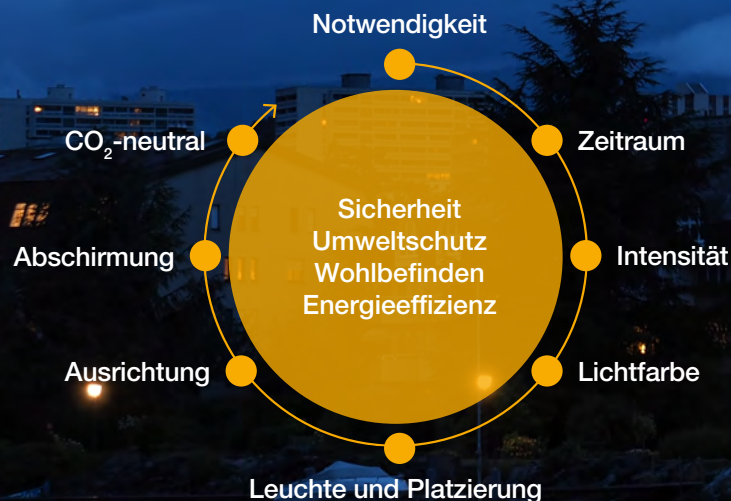 Notwendigkeit
Zeitraum
Intensität
Lichtfarbe
Leuchte und Platzierung
Ausrichtung
Abschirmung
CO₂-neutral
Sicherheit
Umweltschutz
Wohlbefinden
Energieeffizienz